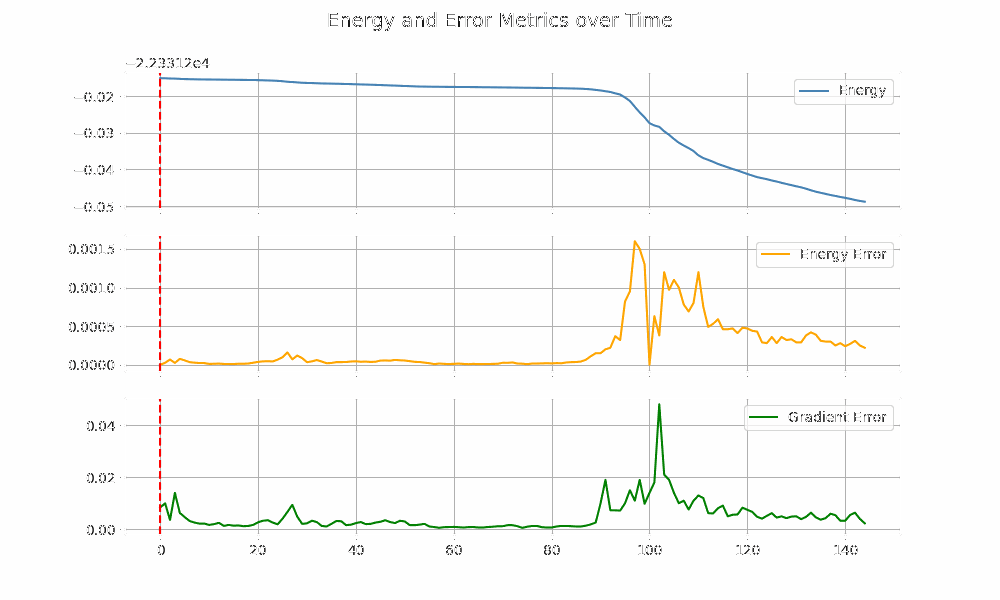 Energy and Error Metrics over Time
−2.23312e4
Energy
−0.02
−0.03
−0.04
−0.05
Energy Error
0.0015
0.0010
0.0005
0.0000
Gradient Error
0.04
0.02
0.00
0 20 40 60 80 100 120 140